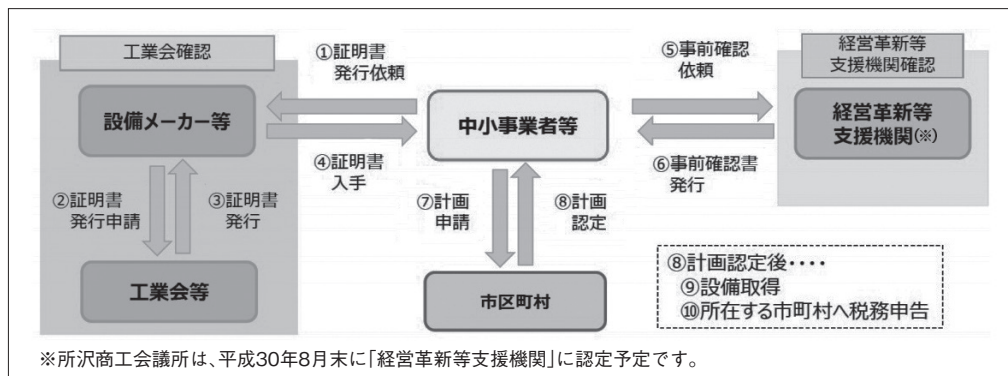 工業会確認
設備メーカー等
②証明書
発行申請
③証明書
発行
工業会等
①証明書
発行依頼
④証明書
入手
中小事業者等
⑦計画
申請
⑧計画
認定
市区町村
⑤事前確認
依頼
⑥事前確認書
発行
経営革新等
支援機関確認
経営革新等
支援機関(※)
⑧計画認定後・・・・
⑨設備取得
⑩所在する市町村へ税務申告
※所沢商工会議所は、平成30年8月末に「経営革新等支援機関」に認定予定です。